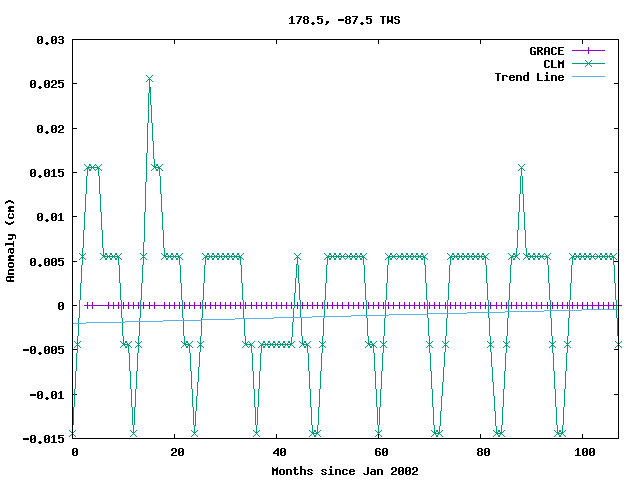 178.5, -87.5 TWS
GRACE
CLM
Trend Line
0.03
0.025
0.02
0.015
0.01
0.005
0
-0.005
-0.01
-0.015
Anomaly (cm)
0 20 40 60 80 100
Months since Jan 2002